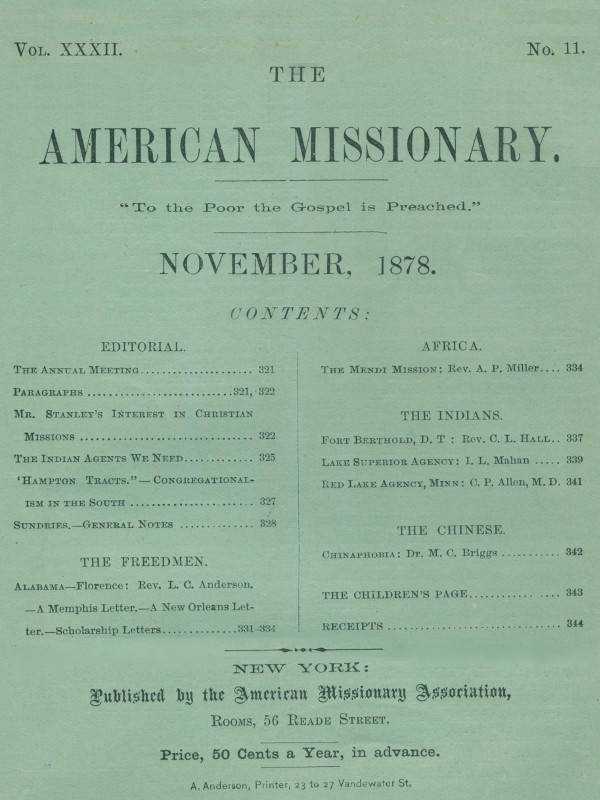 VOL. XXXII.
No. 11.
THE
AMERICAN MISSIONARY.
“To the Poor the Gospel is Preached.”
NOVEMBER, 1878.
CONTENTS:
EDITORIAL.
THE ANNUAL MEETING..................... 321
PARAGRAPHS ...........................321, 322
MR. STANLEY'S INTEREST IN CHRISTIAN
MISSIONS ................................ 322
THE INDIAN AGENTS WE NEED............ 325
'HAMPTON TRACTS.”—CONGREGATIONAL-
ISM IN THE SOUTH ....................... 327
SUNDRIES.—GENERAL NOTES .............. 328
THE FREEDMEN.
ALABAMA—Florence: Rev. L. C. Anderson.
—A Memphis Letter.—A New Orleans Let-
ter.—Scholarship Letters..............331-334
AFRICA.
THE MENDI MISSION: Rev. A. P. Miller.... 334
THE INDIANS.
FORT BERTHOLD, D. T : Rev. C. L. HALL.. 337
LAKE SUPERIOR AGENCY: I. L. Mahan ..... 339
RED LAKE AGENCY, MINN: C. P. Allen, M. D. 341
THE CHINESE.
CHINAPHOBIA: Dr. M. C. Briggs ........... 342
THE CHILDREN'S PAGE................. 343
RECEIPTS ................................ 344
NEW YORK:
Published by the American Missionary Association,
ROOMS, 56 READE STREET.
Price, 50 Cents a Year, in advance.
A. Anderson, Printer, 23 to 27 Vandewater St.